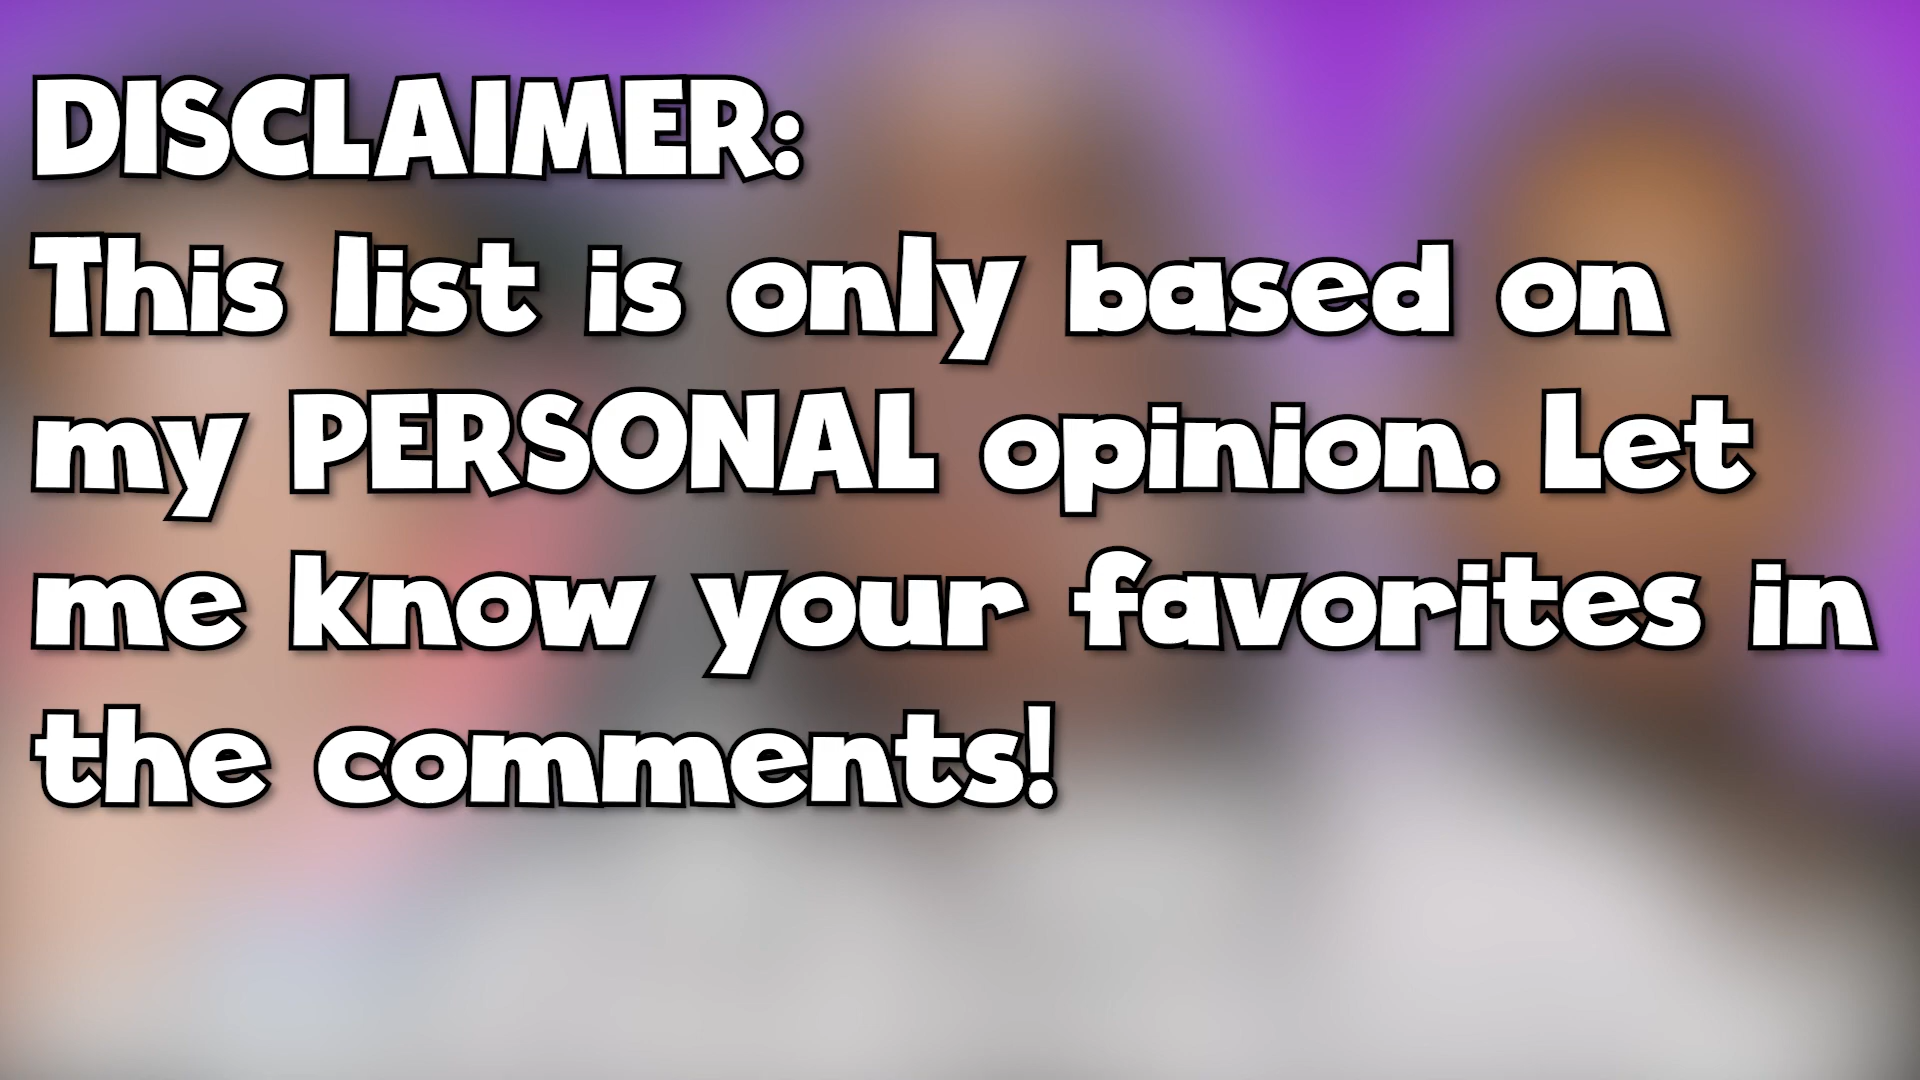 DISCLAIMER:
This list is only based on
my PERSONAL opinion. Let
me know your favorites in
the comments!